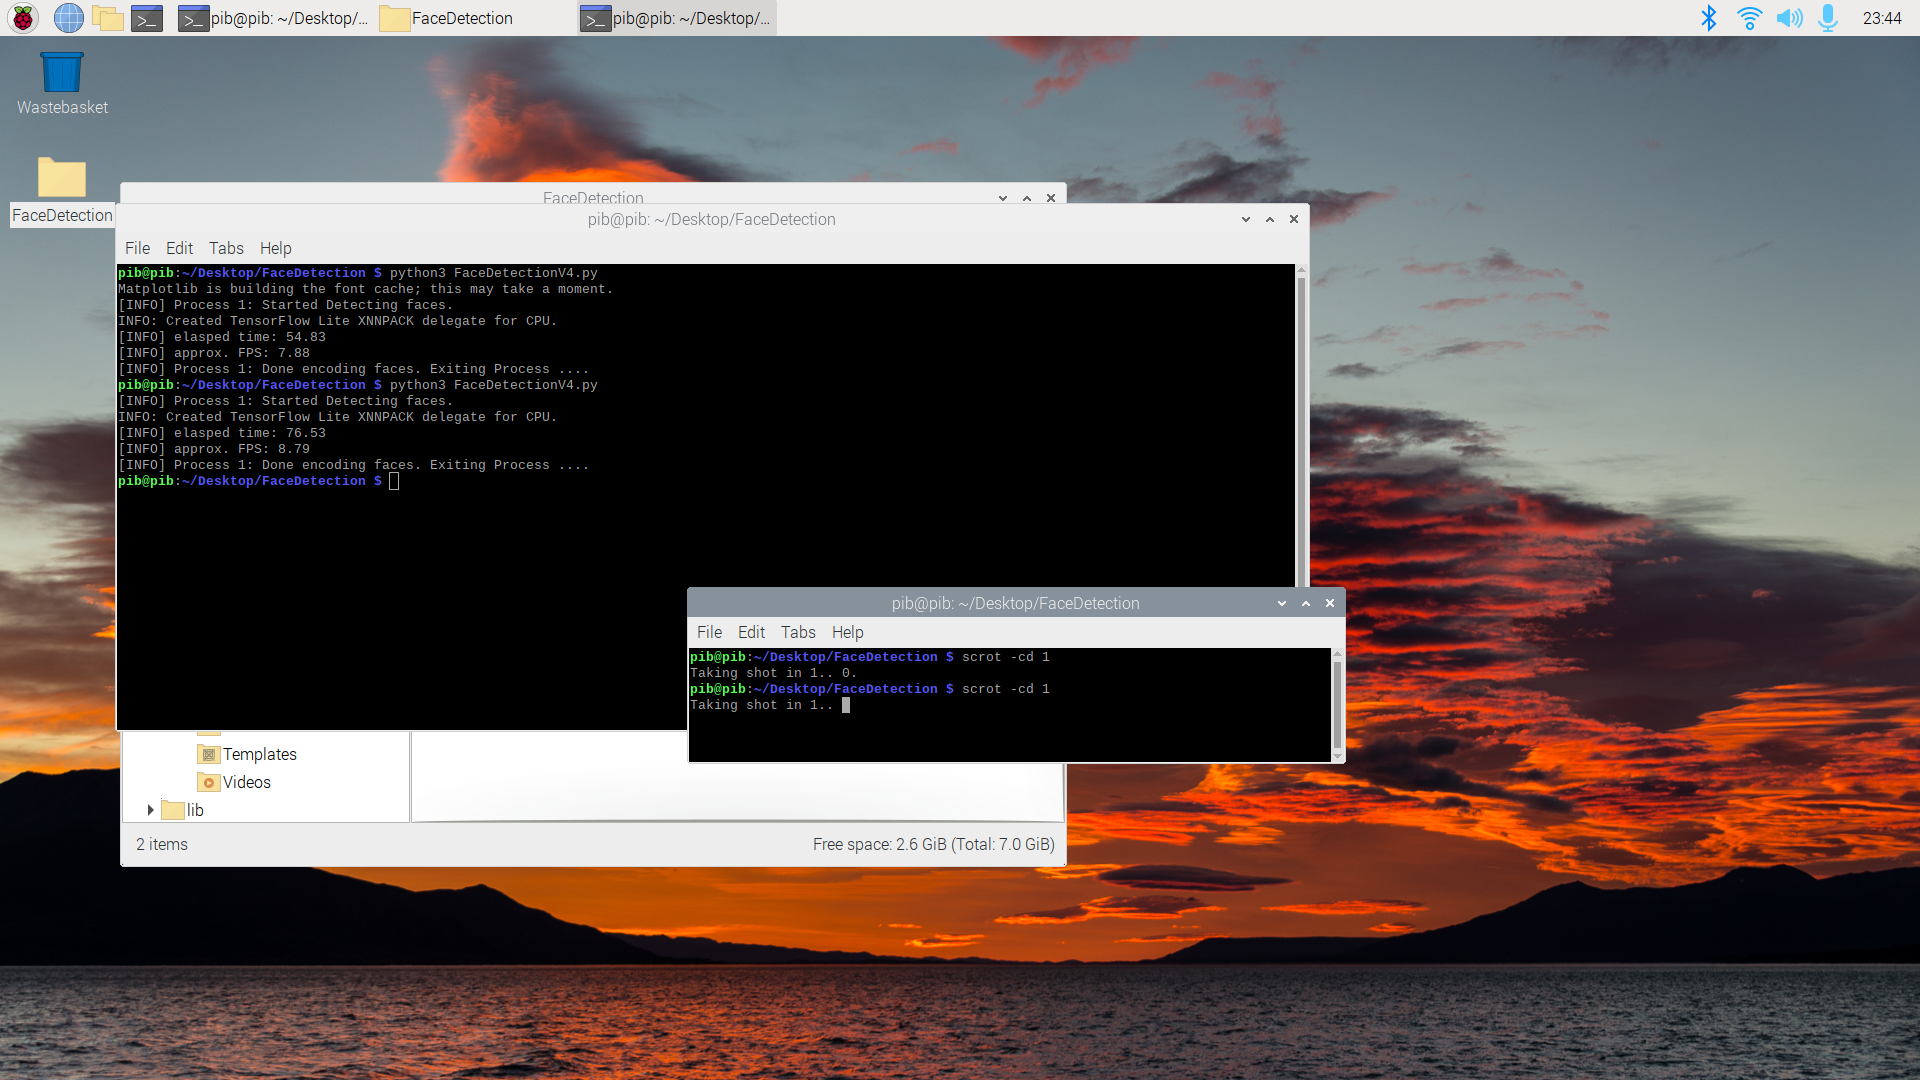 pib@pib: ~/Desktop/...
FaceDetection
pib@pib: ~/Desktop/...
23:44
Wastebasket
FaceDetection
FaceDetection
pib@pib: ~/Desktop/FaceDetection
File Edit Tabs Help
pib@pib:~/Desktop/FaceDetection $ python3 FaceDetectionV4.py
Matplotlib is building the font cache; this may take a moment.
[INFO] Process 1: Started Detecting faces.
INFO: Created TensorFlow Lite XNNPACK delegate for CPU.
[INFO] elasped time: 54.83
[INFO] approx. FPS: 7.88
[INFO] Process 1: Done encoding faces. Exiting Process ....
pib@pib:~/Desktop/FaceDetection $ python3 FaceDetectionV4.py
[INFO] Process 1: Started Detecting faces.
INFO: Created TensorFlow Lite XNNPACK delegate for CPU.
[INFO] elasped time: 76.53
[INFO] approx. FPS: 8.79
[INFO] Process 1: Done encoding faces. Exiting Process ....
pib@pib:~/Desktop/FaceDetection $
pib@pib: ~/Desktop/FaceDetection
File Edit Tabs Help
pib@pib:~/Desktop/FaceDetection $ scrot -cd 1
Taking shot in 1.. 0.
pib@pib:~/Desktop/FaceDetection $ scrot -cd 1
Taking shot in 1..
Templates
Videos
lib
2 items
Free space: 2.6 GiB (Total: 7.0 GiB)